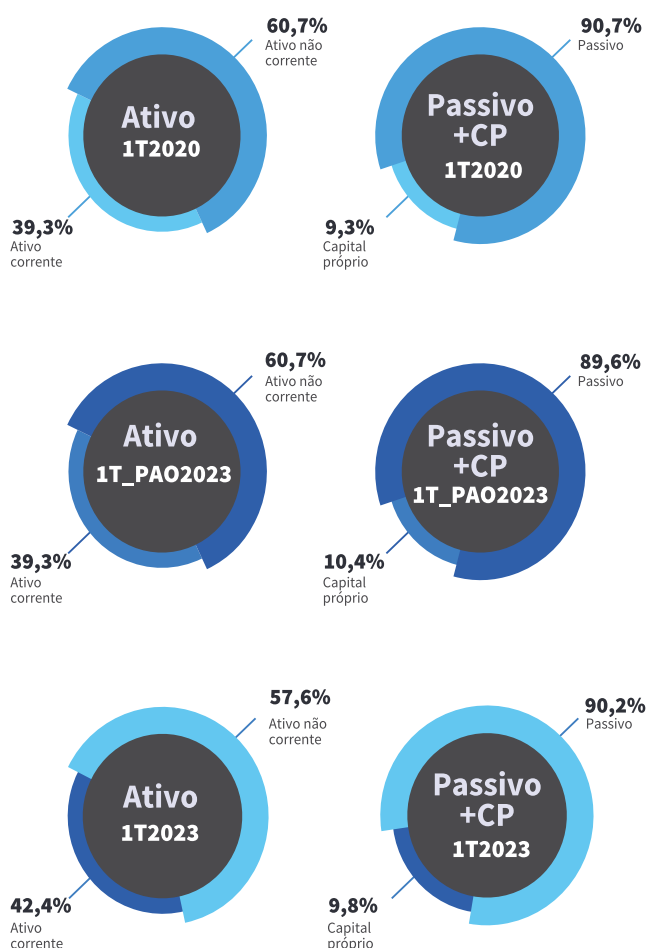 60,7%
Ativo não
corrente
Ativo
1T2020
39,3%
Ativo
corrente
90,7%
Passivo
Passivo
+CP
1T2020
9,3%
Capital
próprio
60,7%
Ativo não
corrente
Ativo
1T_PAO2023
39,3%
Ativo
corrente
89,6%
Passivo
Passivo
+CP
1T_PAO2023
10,4%
Capital
próprio
57,6%
Ativo não
corrente
Ativo
1T2023
42,4%
Ativo
corrente
90,2%
Passivo
Passivo
+CP
1T2023
9,8%
Capital
próprio